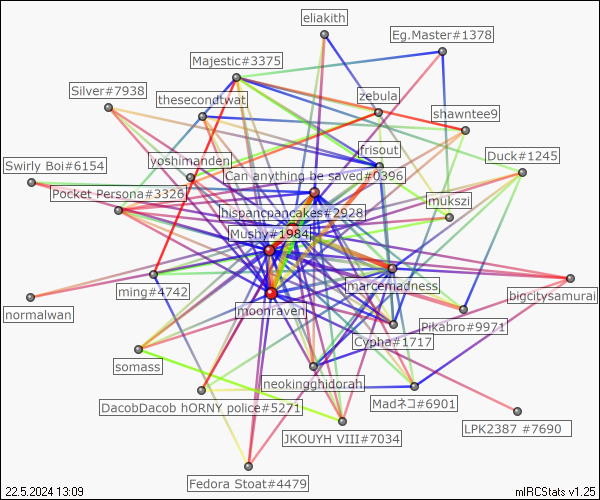 eliakith
Eg.Master#1378
Majestic#3375
Silver#7938
thesecondtwat
zebula
shawntee9
frisout
yoshimanden
Duck#1245
Swirly Boi#6154
Can anything be saved#0396
Pocket Persona#3326
mukszi
hispancpancakes#2928
Mushy#1984
ming#4742
marcemadness
bigcitysamurai
normalwan
moonraven
Pikabro#9971
Cypha#1717
somass
neokingghidorah
DacobDacob hORNY police#5271
Madネコ#6901
LPK2387 #7690
JKOUYH VIII#7034
Fedora Stoat#4479
22.5.2024 13:09
mIRCStats v1.25